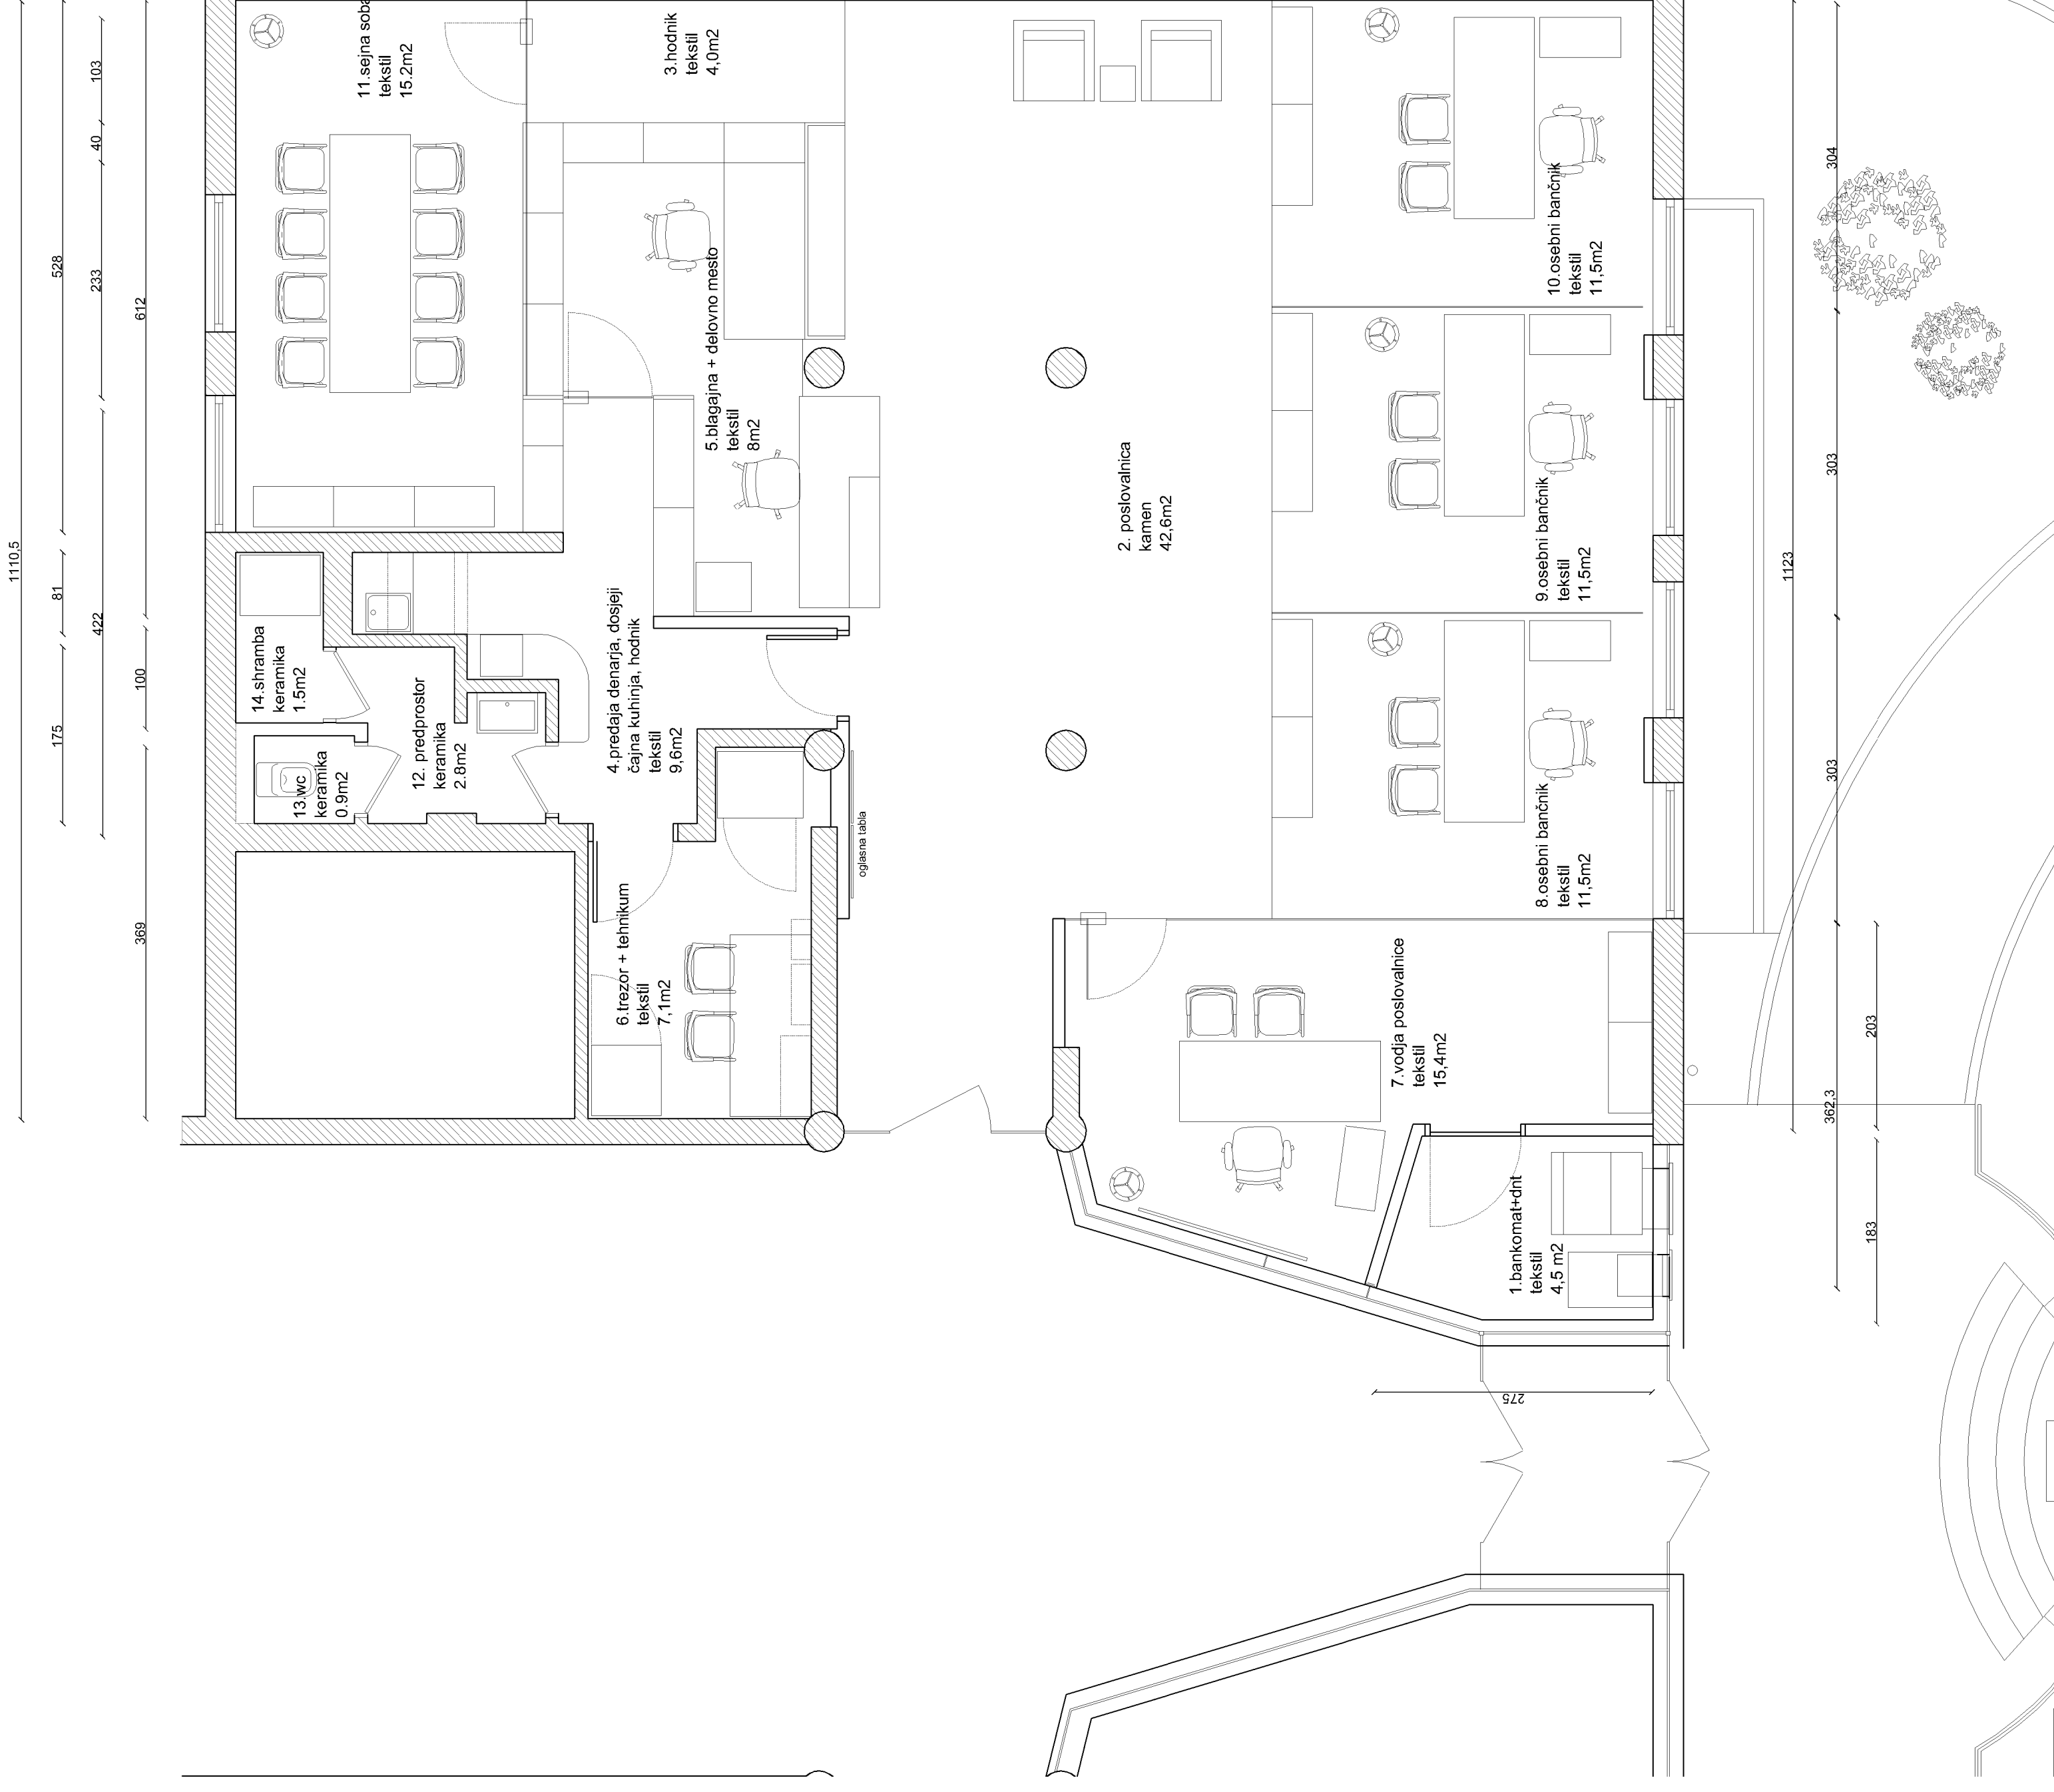 11.sejna soba
tekstil
15.2m2
3.hodnik
tekstil
4,0m2
10.osebni bančnik
tekstil
11,5m2
5.blagajna + delovno mesto
tekstil
8m2
2. poslovalnica
kamen
42,6m2
9.osebni bančnik
tekstil
11,5m2
14.shramba
keramika
1.5m2
12. predprostor
keramika
2.8m2
13.wc
keramika
0.9m2
4.predaja denarja, dosjeji
čajna kuhinja, hodnik
tekstil
9,6m2
oglasna tabla
8.osebni bančnik
tekstil
11,5m2
6.trezor + tehnikum
tekstil
7,1m2
7.vodja poslovalnice
tekstil
15,4m2
1.bankomat+dnt
tekstil
4,5 m2
1110,5
528
81
175
103
40
233
422
612
100
369
304
303
303
362,3
1123
203
183
275